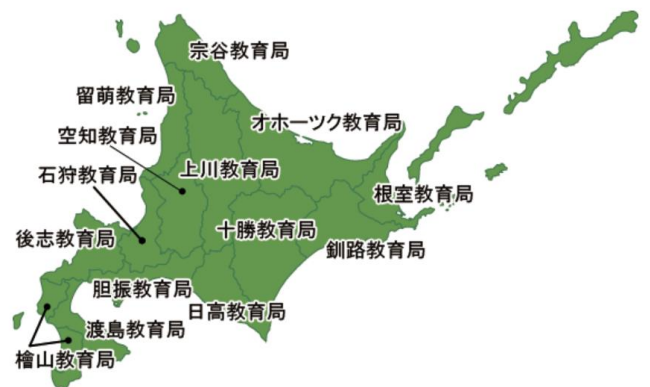 宗谷教育局
留萌教育局
オホーツク教育局
空知教育局
上川教育局
石狩教育局
根室教育局
十勝教育局
後志教育局
釧路教育局
胆振教育局
日高教育局
渡島教育局
檜山教育局